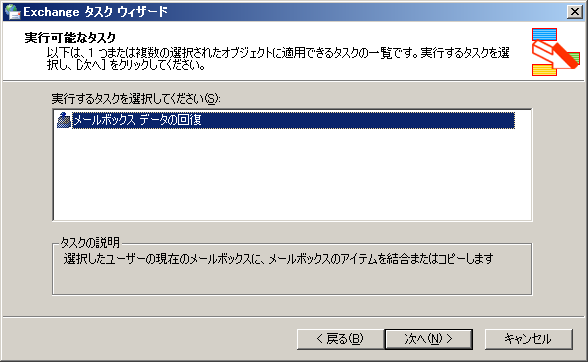 Exchange タスク ウィザード
実行可能なタスク
以下は、1 つまたは複数の選択されたオブジェクトに適用できるタスクの一覧です。実行するタスクを選
択し、[次へ] をクリックしてください。
実行するタスクを選択してください(S):
メールボックス データの回復
タスクの説明
選択したユーザーの現在のメールボックスに、メールボックスのアイテムを結合またはコピーします
< 戻る(B)
次へ(N) >
キャンセル